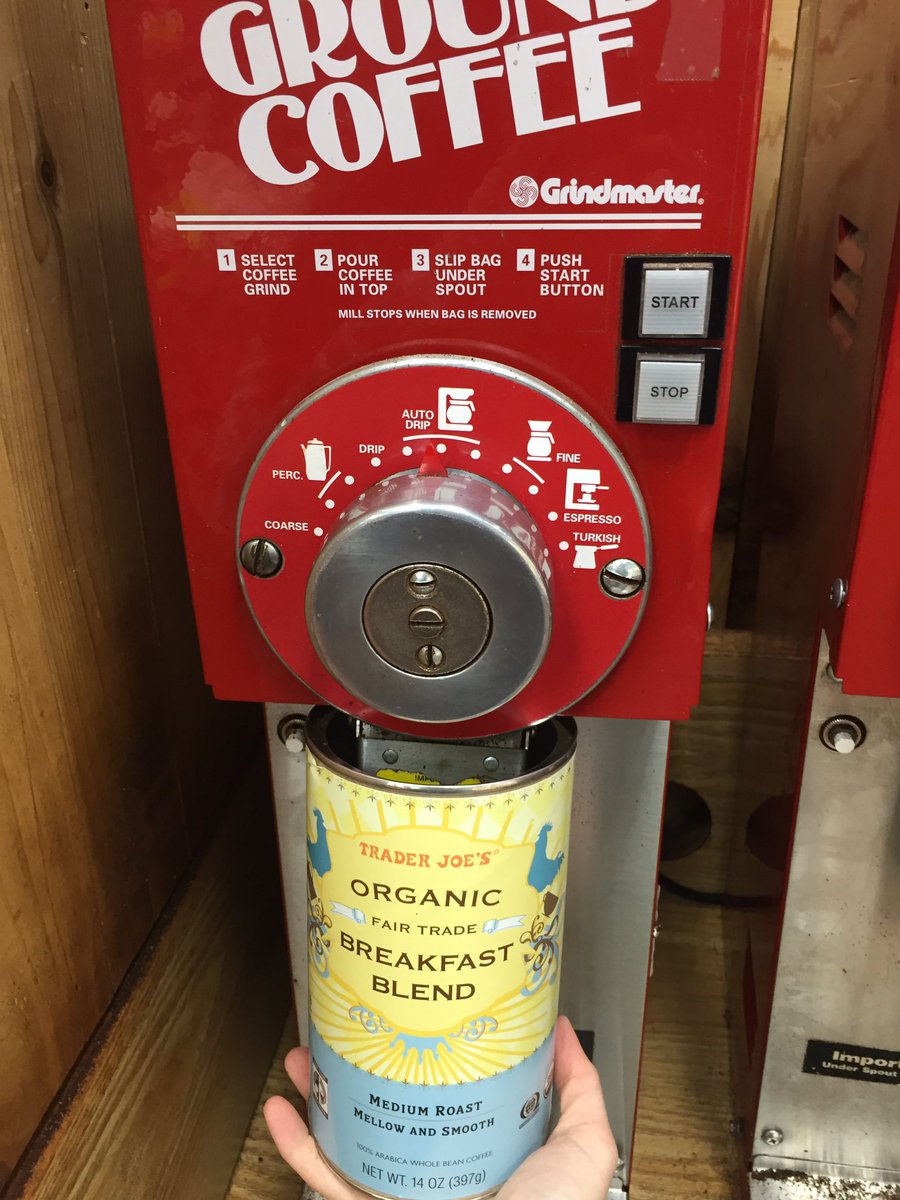 GROUND
COFFEE
Grindmaster®
1 SELECT COFFEE GRIND
2 POUR COFFEE IN TOP
3 SLIP BAG UNDER SPOUT
4 PUSH START BUTTON
MILL STOPS WHEN BAG IS REMOVED
START
STOP
AUTO DRIP
DRIP
PERC.
COARSE
FINE
ESPRESSO
TURKISH
TRADER JOE'S®
ORGANIC
FAIR TRADE
BREAKFAST
BLEND
MEDIUM ROAST
MELLOW AND SMOOTH
100% ARABICA WHOLE BEAN COFFEE
NET WT. 14 OZ (397g)
Under Spout